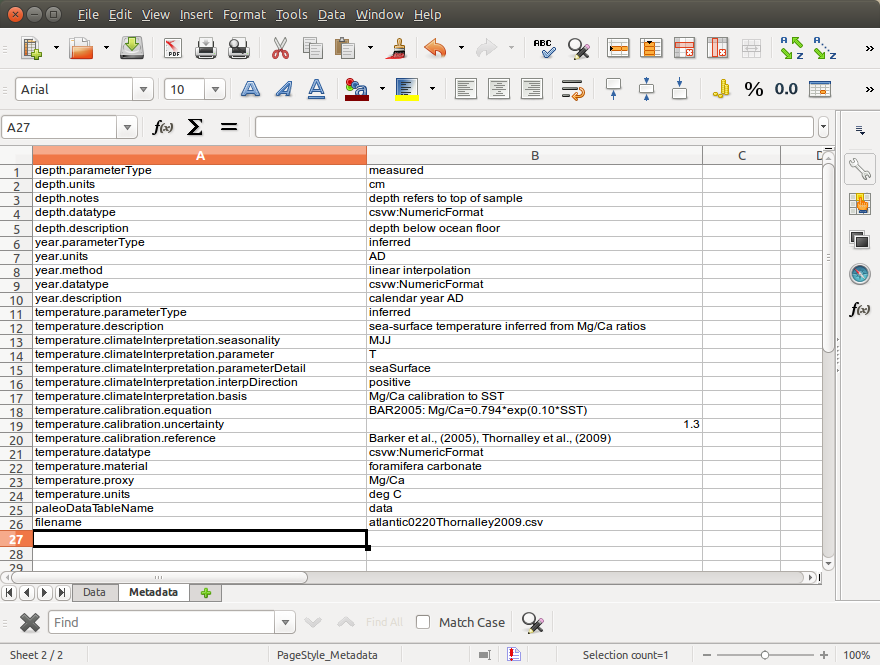 File Edit View Insert Format Tools Data Window Help
Arial 10 % 0.0
A27 f(x) Σ =
A B C D
1 depth.parameterType measured
2 depth.units cm
3 depth.notes depth refers to top of sample
4 depth.datatype csvw:NumericFormat
5 depth.description depth below ocean floor
6 year.parameterType inferred
7 year.units AD
8 year.method linear interpolation
9 year.datatype csvw:NumericFormat
10 year.description calendar year AD
11 temperature.parameterType inferred
12 temperature.description sea-surface temperature inferred from Mg/Ca ratios
13 temperature.climateInterpretation.seasonality MJJ
14 temperature.climateInterpretation.parameter T
15 temperature.climateInterpretation.parameterDetail seaSurface
16 temperature.climateInterpretation.interpDirection positive
17 temperature.climateInterpretation.basis Mg/Ca calibration to SST
18 temperature.calibration.equation BAR2005: Mg/Ca=0.794*exp(0.10*SST)
19 temperature.calibration.uncertainty 1.3
20 temperature.calibration.reference Barker et al., (2005), Thornalley et al., (2009)
21 temperature.datatype csvw:NumericFormat
22 temperature.material foramifera carbonate
23 temperature.proxy Mg/Ca
24 temperature.units deg C
25 paleoDataTableName data
26 filename atlantic0220Thornalley2009.csv
27
28
29
Data Metadata
Find Find All Match Case
Sheet 2 / 2 PageStyle_Metadata Selection count=1 100%